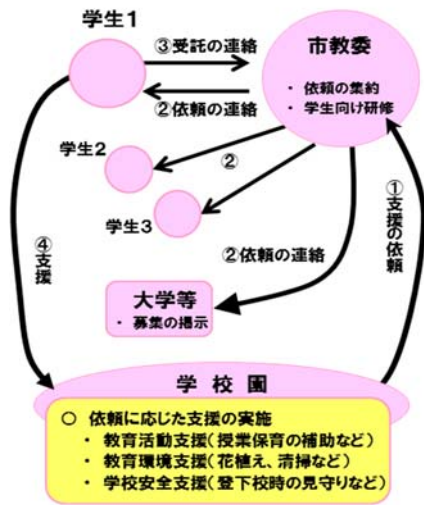 学生1
③受託の連絡
市教委
・ 依頼の集約
・ 学生向け研修
②依頼の連絡
学生2
②
学生3
①支援の依頼
④支援
②依頼の連絡
大学等
・ 募集の掲示
学校園
○ 依頼に応じた支援の実施
・ 教育活動支援(授業保育の補助など)
・ 教育環境支援(花植え、清掃など)
・ 学校安全支援(登下校時の見守りなど)